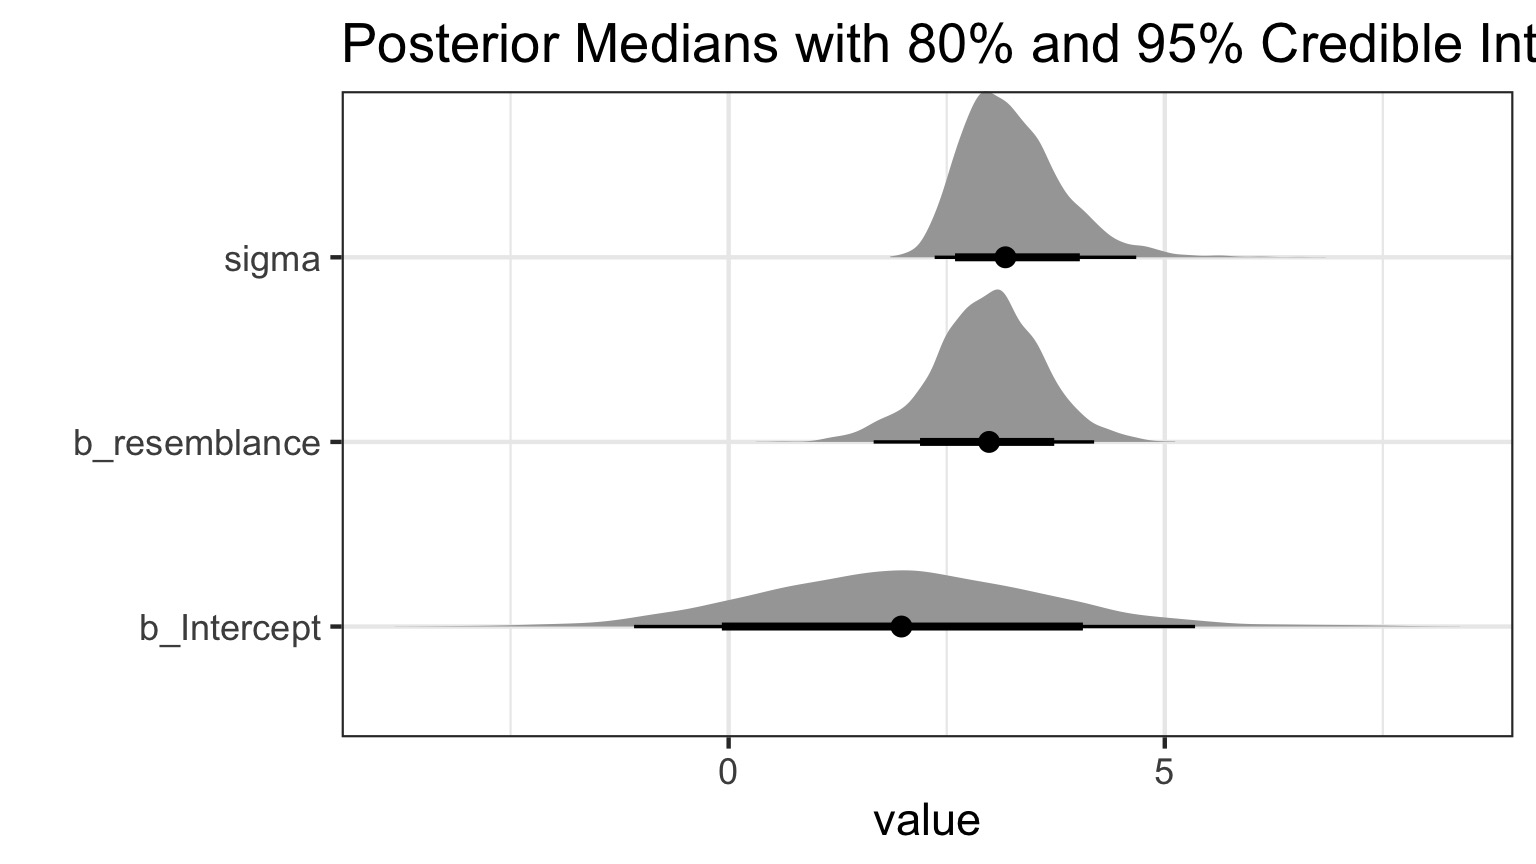 Posterior Medians with 80% and 95% Credible Int
sigma
b_resemblance
b_Intercept
0
5
value